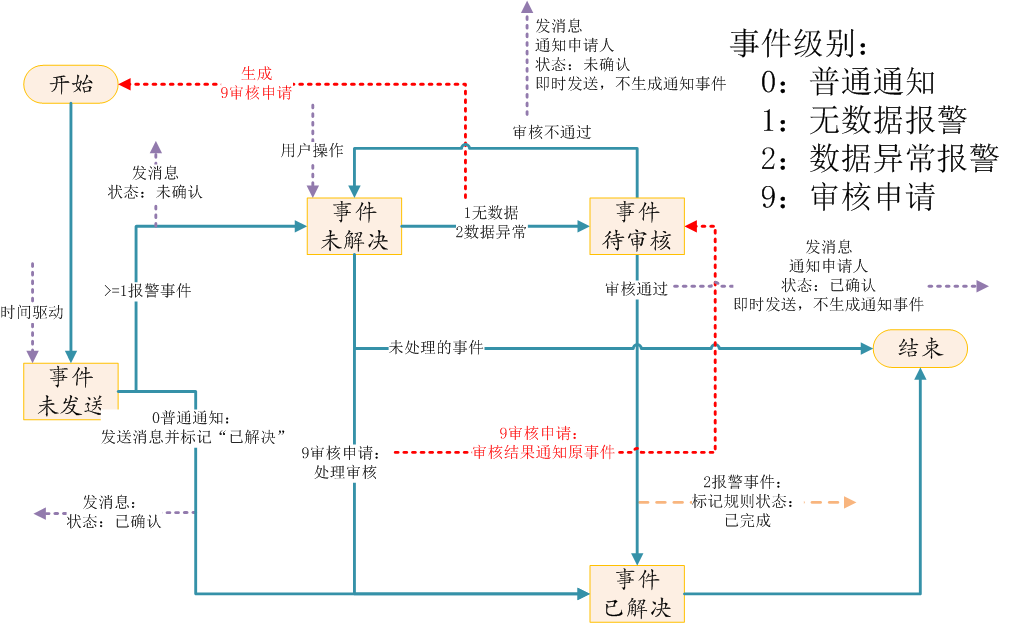 发消息
通知申请人
状态：未确认
即时发送，不生成通知事件
事件级别：
0：普通通知
1：无数据报警
2：数据异常报警
9：审核申请
开始
生成
9审核申请
审核不通过
用户操作
发消息
状态：未确认
事件
未解决
1无数据
2数据异常
事件
待审核
发消息
通知申请人
状态：已确认
即时发送，不生成通知事件
审核通过
>=1报警事件
时间驱动
未处理的事件
结束
事件
未发送
0普通通知：
发送消息并标记“已解决”
9审核申请：
处理审核
9审核申请：
审核结果通知原事件
发消息：
状态：已确认
2报警事件：
标记规则状态：
已完成
事件
已解决